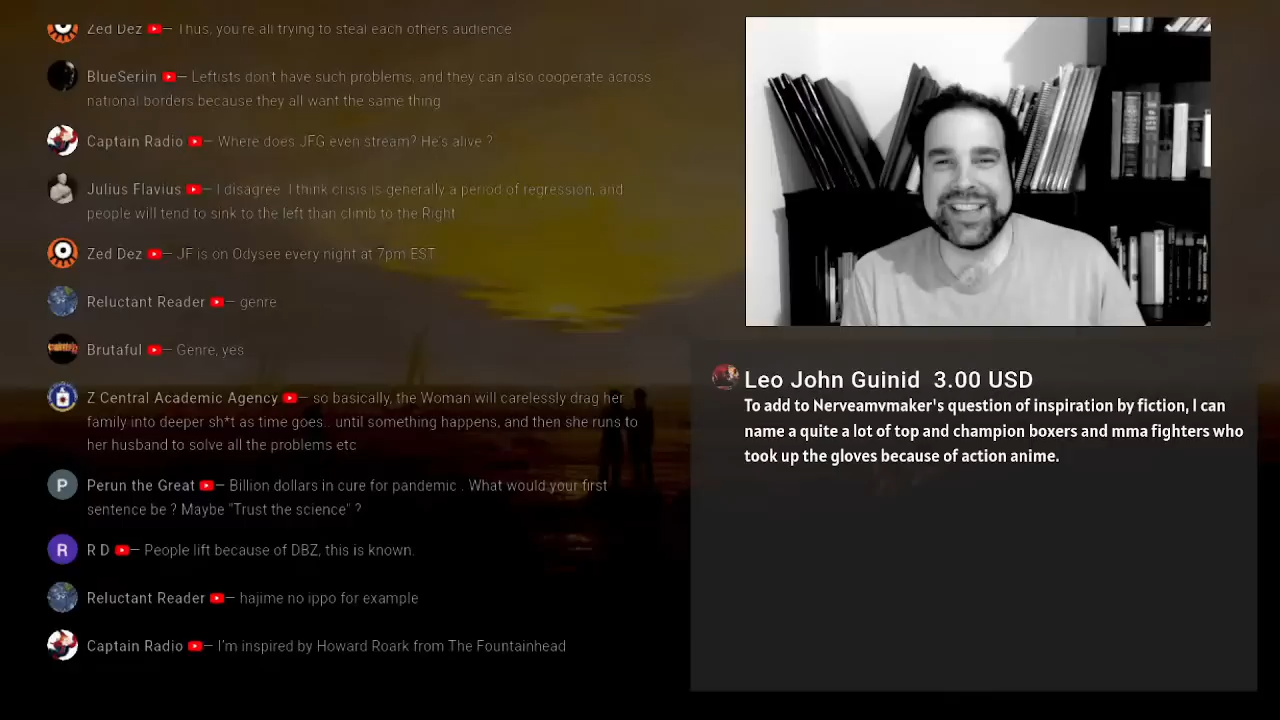 Zed Dez — Thus, you're all trying to steal each others audience
BlueSeriin — Leftists don't have such problems, and they can also cooperate across
national borders because they all want the same thing
Captain Radio — Where does JFG even stream? He's alive ?
Julius Flavius — I disagree. I think crisis is generally a period of regression, and
people will tend to sink to the left than climb to the Right
Zed Dez — JF is on Odysee every night at 7pm EST
Reluctant Reader — genre
Brutaful — Genre, yes
Z Central Academic Agency — so basically, the Woman will carelessly drag her
family into deeper sh*t as time goes.. until something happens, and then she runs to
her husband to solve all the problems etc
P
Perun the Great — Billion dollars in cure for pandemic . What would your first
sentence be ? Maybe "Trust the science" ?
R
R D — People lift because of DBZ, this is known.
Reluctant Reader — hajime no ippo for example
Captain Radio — I'm inspired by Howard Roark from The Fountainhead
Leo John Guinid 3.00 USD
To add to Nerveamvmaker's question of inspiration by fiction, I can
name a quite a lot of top and champion boxers and mma fighters who
took up the gloves because of action anime.